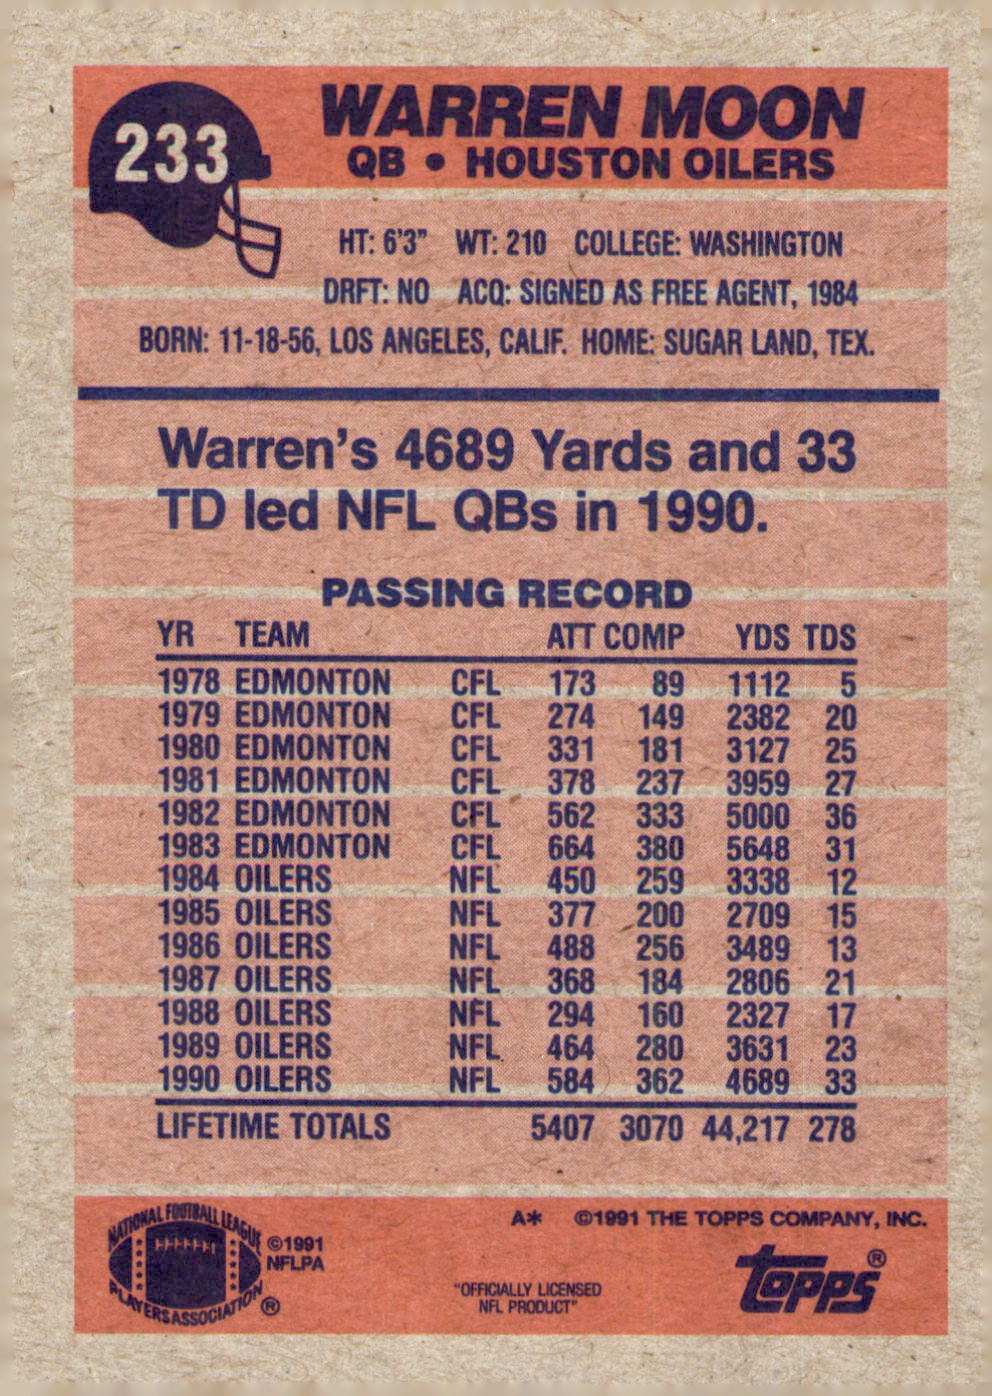 233
WARREN MOON
QB • HOUSTON OILERS
HT: 6'3" WT: 210 COLLEGE: WASHINGTON
DRFT: NO ACQ: SIGNED AS FREE AGENT, 1984
BORN: 11-18-56, LOS ANGELES, CALIF. HOME: SUGAR LAND, TEX.
Warren's 4689 Yards and 33
TD led NFL QBs in 1990.
PASSING RECORD
YR TEAM ATT COMP YDS TDS
1978 EDMONTON CFL 173 89 1112 5
1979 EDMONTON CFL 274 149 2382 20
1980 EDMONTON CFL 331 181 3127 25
1981 EDMONTON CFL 378 237 3959 27
1982 EDMONTON CFL 562 333 5000 36
1983 EDMONTON CFL 664 380 5648 31
1984 OILERS NFL 450 259 3338 12
1985 OILERS NFL 377 200 2709 15
1986 OILERS NFL 488 256 3489 13
1987 OILERS NFL 368 184 2806 21
1988 OILERS NFL 294 160 2327 17
1989 OILERS NFL 464 280 3631 23
1990 OILERS NFL 584 362 4689 33
LIFETIME TOTALS 5407 3070 44,217 278
NATIONAL FOOTBALL LEAGUE
PLAYERS ASSOCIATION ®
©1991
NFLPA
A* ©1991 THE TOPPS COMPANY, INC.
"OFFICIALLY LICENSED
NFL PRODUCT"
topps ®